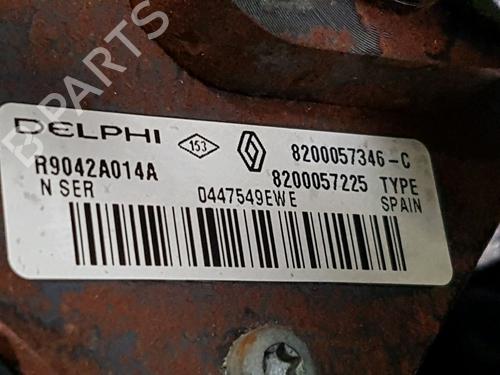 B PARTS
DELPHI 153 8200057346-C
R9042A014A 8200057225 TYPE
N SER 0447549EWE SPAIN